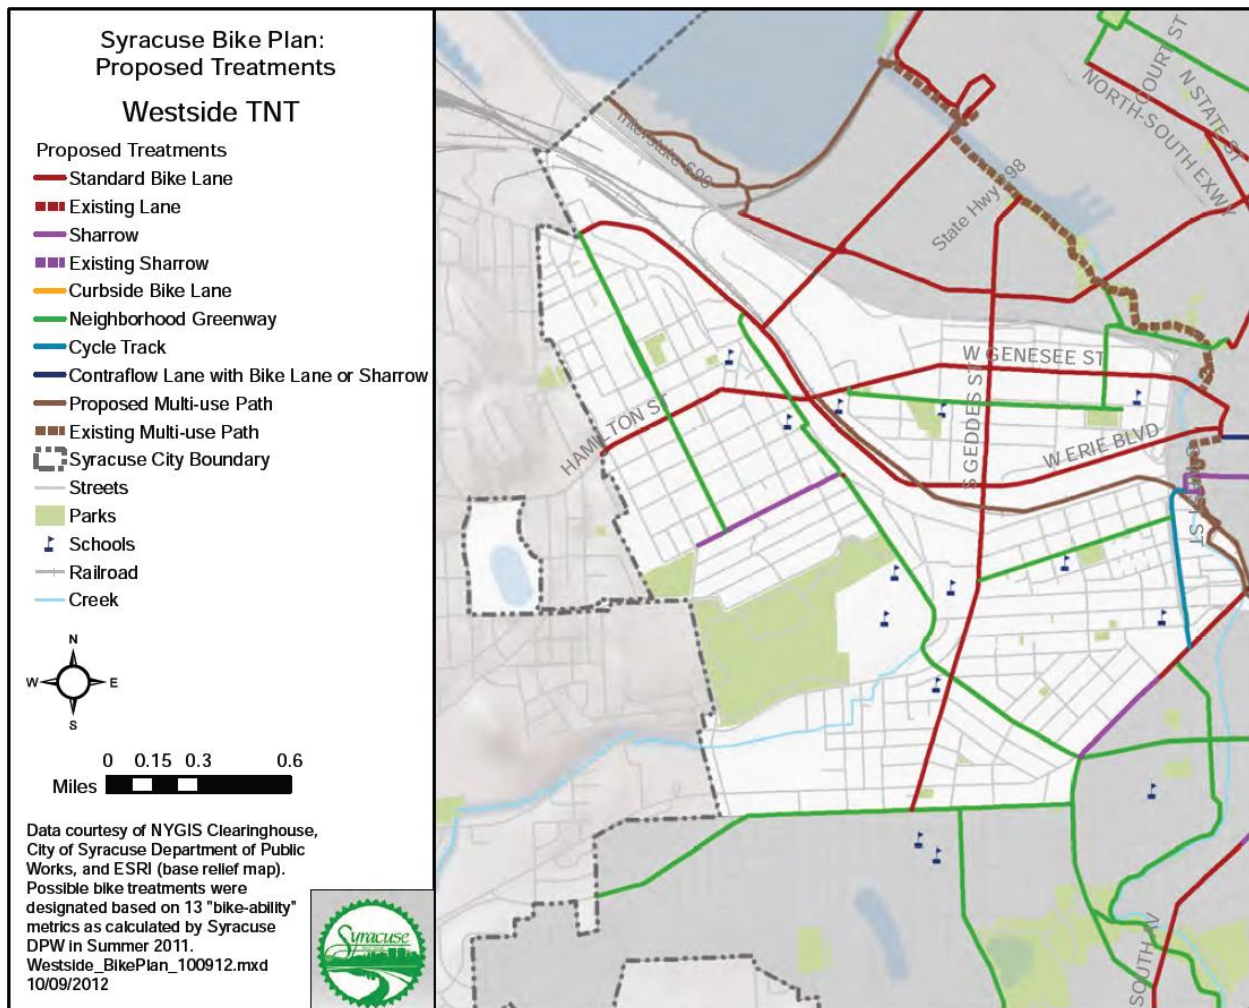 Syracuse Bike Plan:
Proposed Treatments
Westside TNT
Proposed Treatments
Standard Bike Lane
Existing Lane
Sharrow
Existing Sharrow
Curbside Bike Lane
Neighborhood Greenway
Cycle Track
Contraflow Lane with Bike Lane or Sharrow
Proposed Multi-use Path
Existing Multi-use Path
Syracuse City Boundary
Streets
Parks
Schools
Railroad
Creek
N
W E
S
0 0.15 0.3 0.6
Miles
Data courtesy of NYGIS Clearinghouse,
City of Syracuse Department of Public
Works, and ESRI (base relief map).
Possible bike treatments were
designated based on 13 "bike-ability"
metrics as calculated by Syracuse
DPW in Summer 2011.
Westside_BikePlan_100912.mxd
10/09/2012
Syracuse
COURT ST
N STATE ST
NORTH-SOUTH EXWY
Interstate 690
State Hwy 298
W GENESEE ST
S GEDDES ST
HAMILTON ST
W ERIE BLVD
SOUTH AV